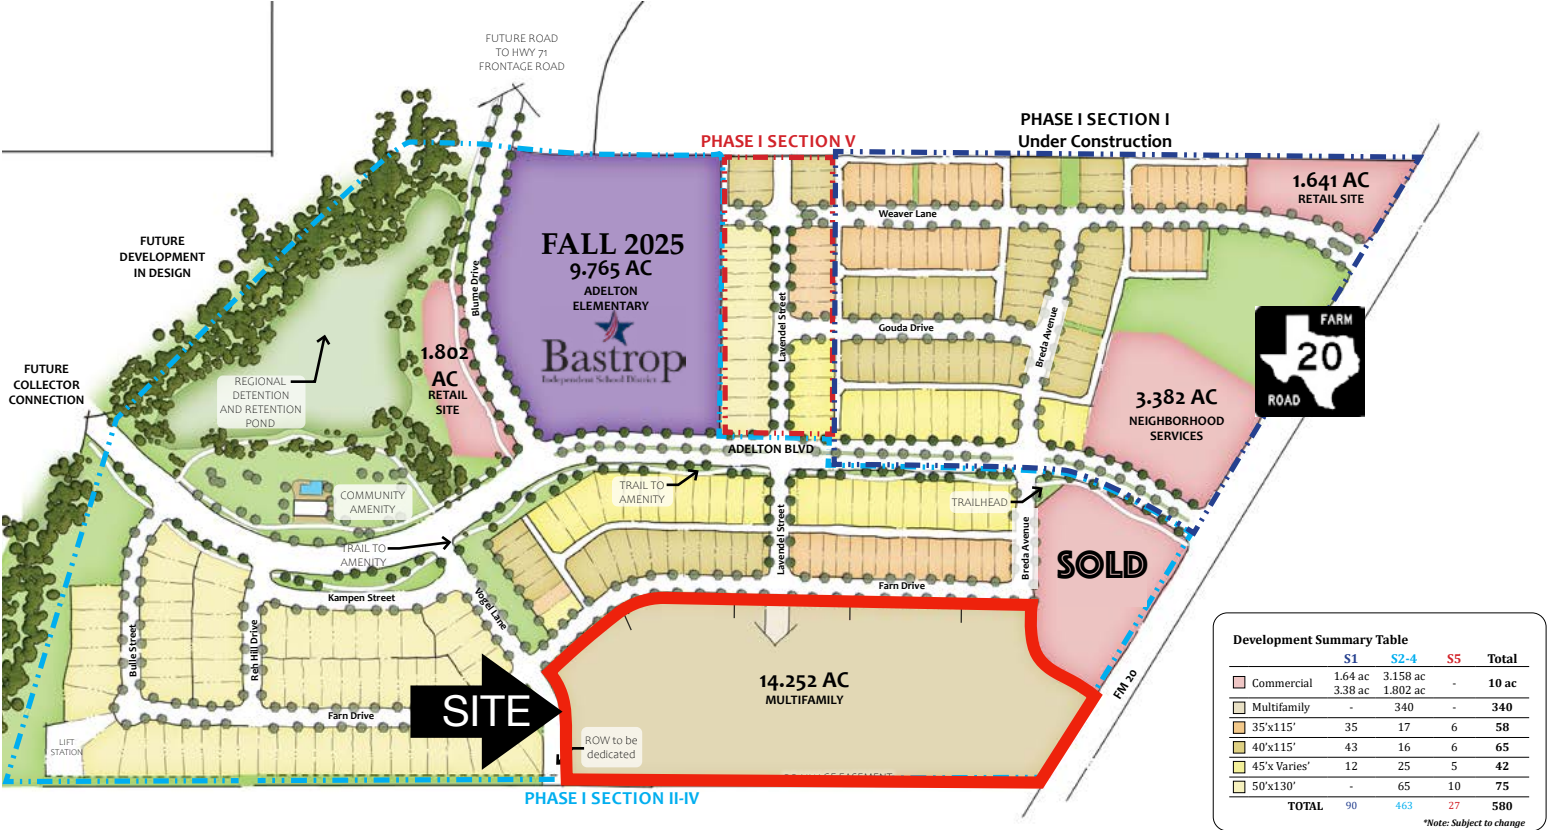 FUTURE ROAD
TO HWY 71
FRONTAGE ROAD
PHASE I SECTION V
PHASE I SECTION I
Under Construction
1.641 AC
RETAIL SITE
Weaver Lane
FUTURE
DEVELOPMENT
IN DESIGN
FALL 2025
9.765 AC
ADELTON
ELEMENTARY
Bastrop
Independent School District
Blume Drive
Lavendel Street
Gouda Drive
Breda Avenue
FARM
20
ROAD
1.802
AC
RETAIL
SITE
FUTURE
COLLECTOR
CONNECTION
REGIONAL
DETENTION
AND RETENTION
POND
3.382 AC
NEIGHBORHOOD
SERVICES
ADELTON BLVD
TRAIL TO
AMENITY
COMMUNITY
AMENITY
TRAILHEAD
TRAIL TO
AMENITY
Lavendel Street
Breda Avenue
SOLD
Farn Drive
Kampen Street
Vogel Lane
Bulle Street
Reh Hill Drive
14.252 AC
MULTIFAMILY
SITE
Farn Drive
FM 20
LIFT
STATION
ROW to be
dedicated
PHASE I SECTION II-IV
Development Summary Table
S1 S2-4 S5 Total
Commercial 1.64 ac 3.38 ac 3.158 ac 1.802 ac - 10 ac
Multifamily - 340 - 340
35'x115' 35 17 6 58
40'x115' 43 16 6 65
45'x Varies' 12 25 5 42
50'x130' - 65 10 75
TOTAL 90 463 27 580
*Note: Subject to change